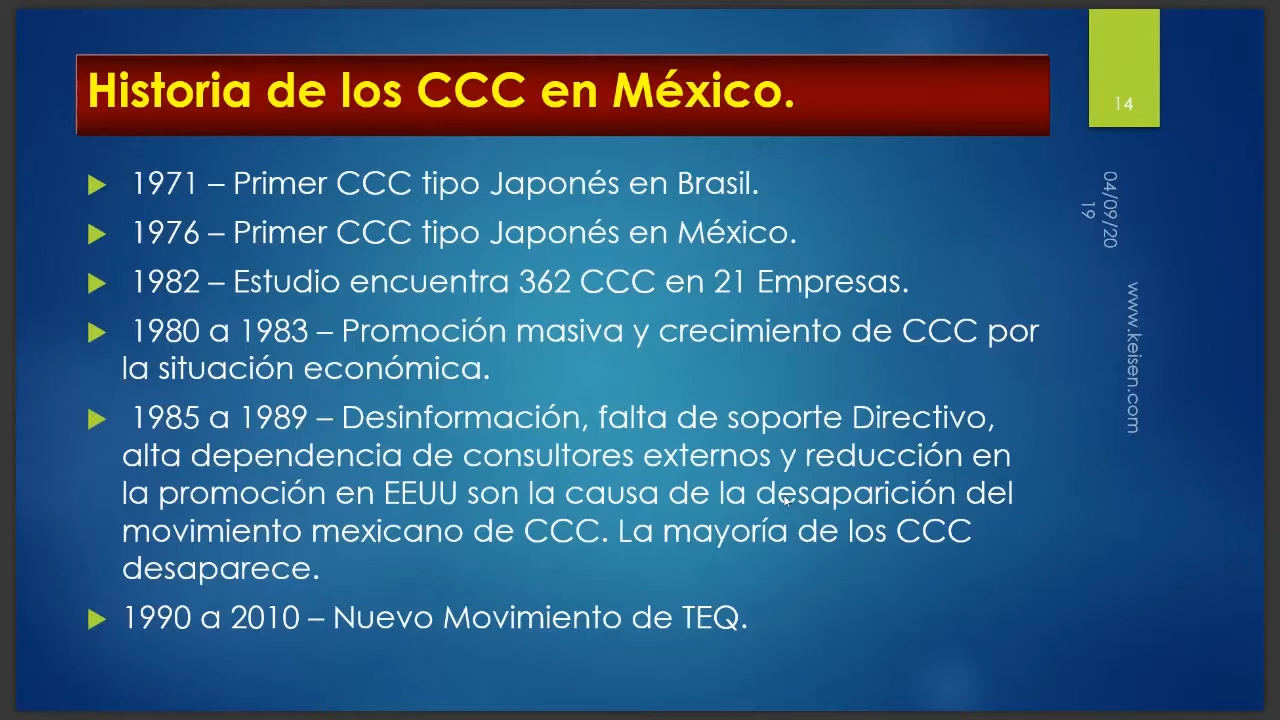 Historia de los CCC en México.
14
1971 – Primer CCC tipo Japonés en Brasil.
1976 – Primer CCC tipo Japonés en México.
1982 – Estudio encuentra 362 CCC en 21 Empresas.
1980 a 1983 – Promoción masiva y crecimiento de CCC por
la situación económica.
1985 a 1989 – Desinformación, falta de soporte Directivo,
alta dependencia de consultores externos y reducción en
la promoción en EEUU son la causa de la desaparición del
movimiento mexicano de CCC. La mayoría de los CCC
desaparece.
1990 a 2010 – Nuevo Movimiento de TEQ.
04/09/20
19
www.keisen.com